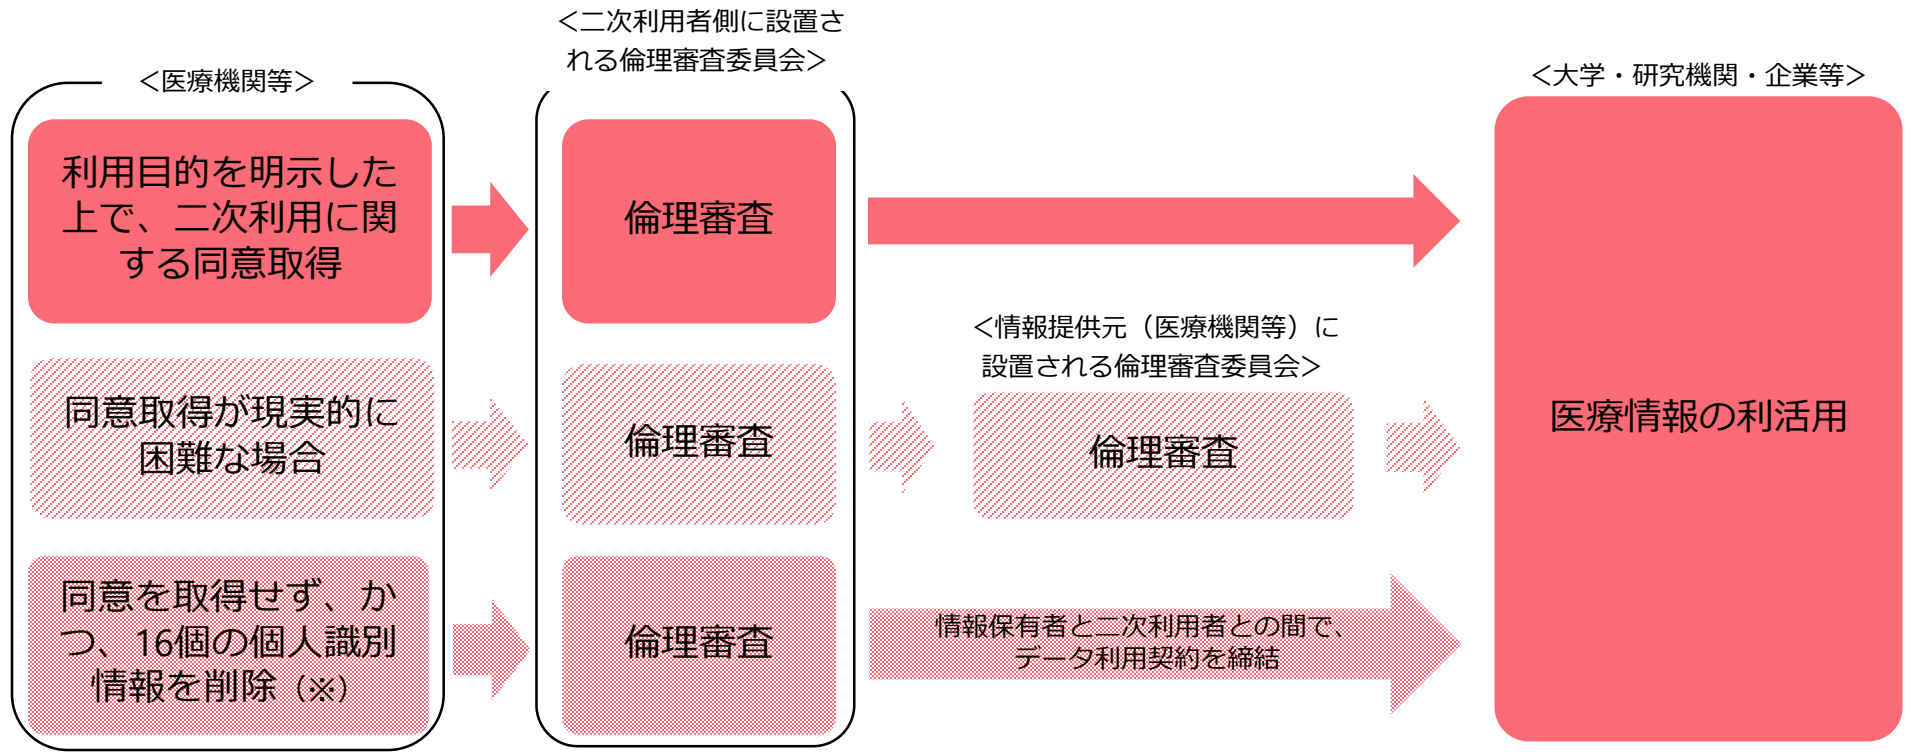 ＜医療機関等＞
利用目的を明示した
上で、二次利用に関
する同意取得
同意取得が現実的に
困難な場合
同意を取得せず、か
つ、16個の個人識別
情報を削除（※）
＜二次利用者側に設置さ
れる倫理審査委員会＞
倫理審査
倫理審査
倫理審査
＜情報提供元（医療機関等）に
設置される倫理審査委員会＞
倫理審査
情報保有者と二次利用者との間で、
データ利用契約を締結
＜大学・研究機関・企業等＞
医療情報の利活用